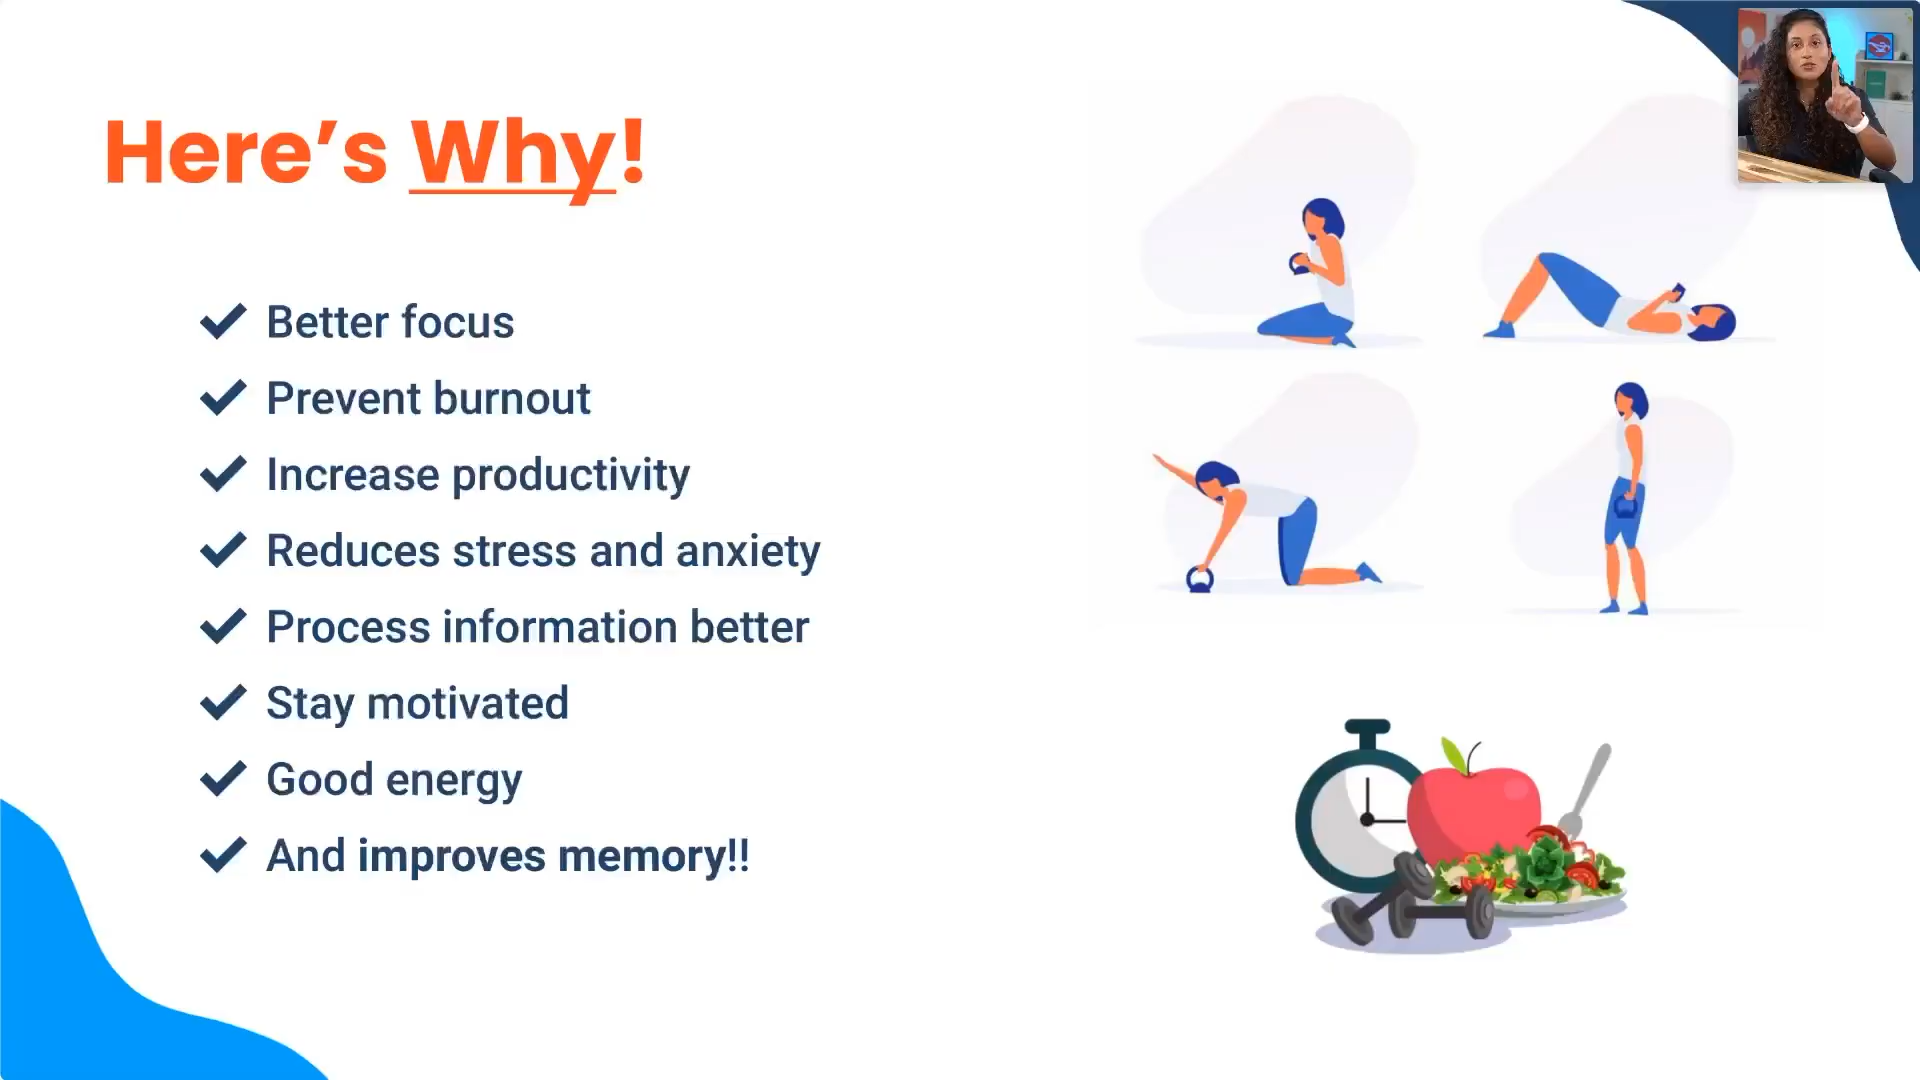 Here’s Why!
Better focus
Prevent burnout
Increase productivity
Reduces stress and anxiety
Process information better
Stay motivated
Good energy
And improves memory!!